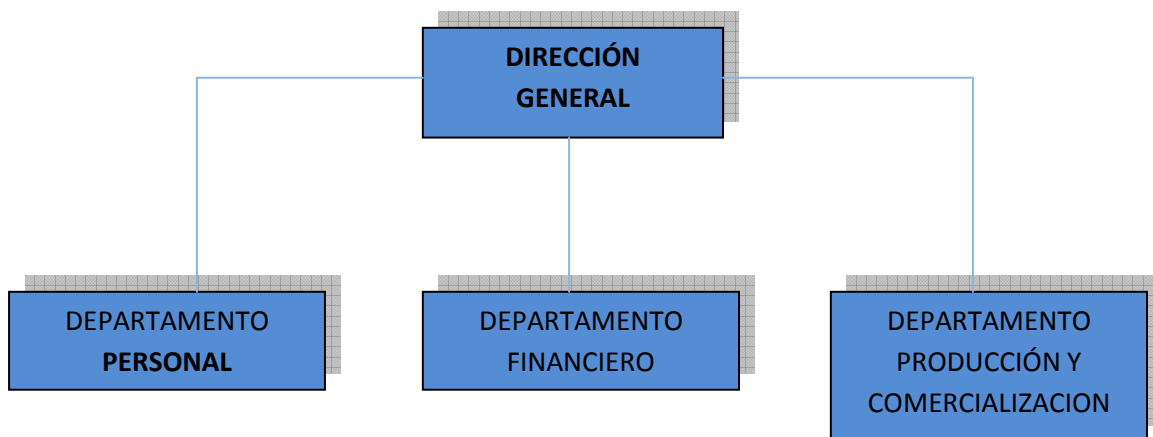 DIRECCIÓN
GENERAL
DEPARTAMENTO
PERSONAL
DEPARTAMENTO
FINANCIERO
DEPARTAMENTO
PRODUCCIÓN Y
COMERCIALIZACION